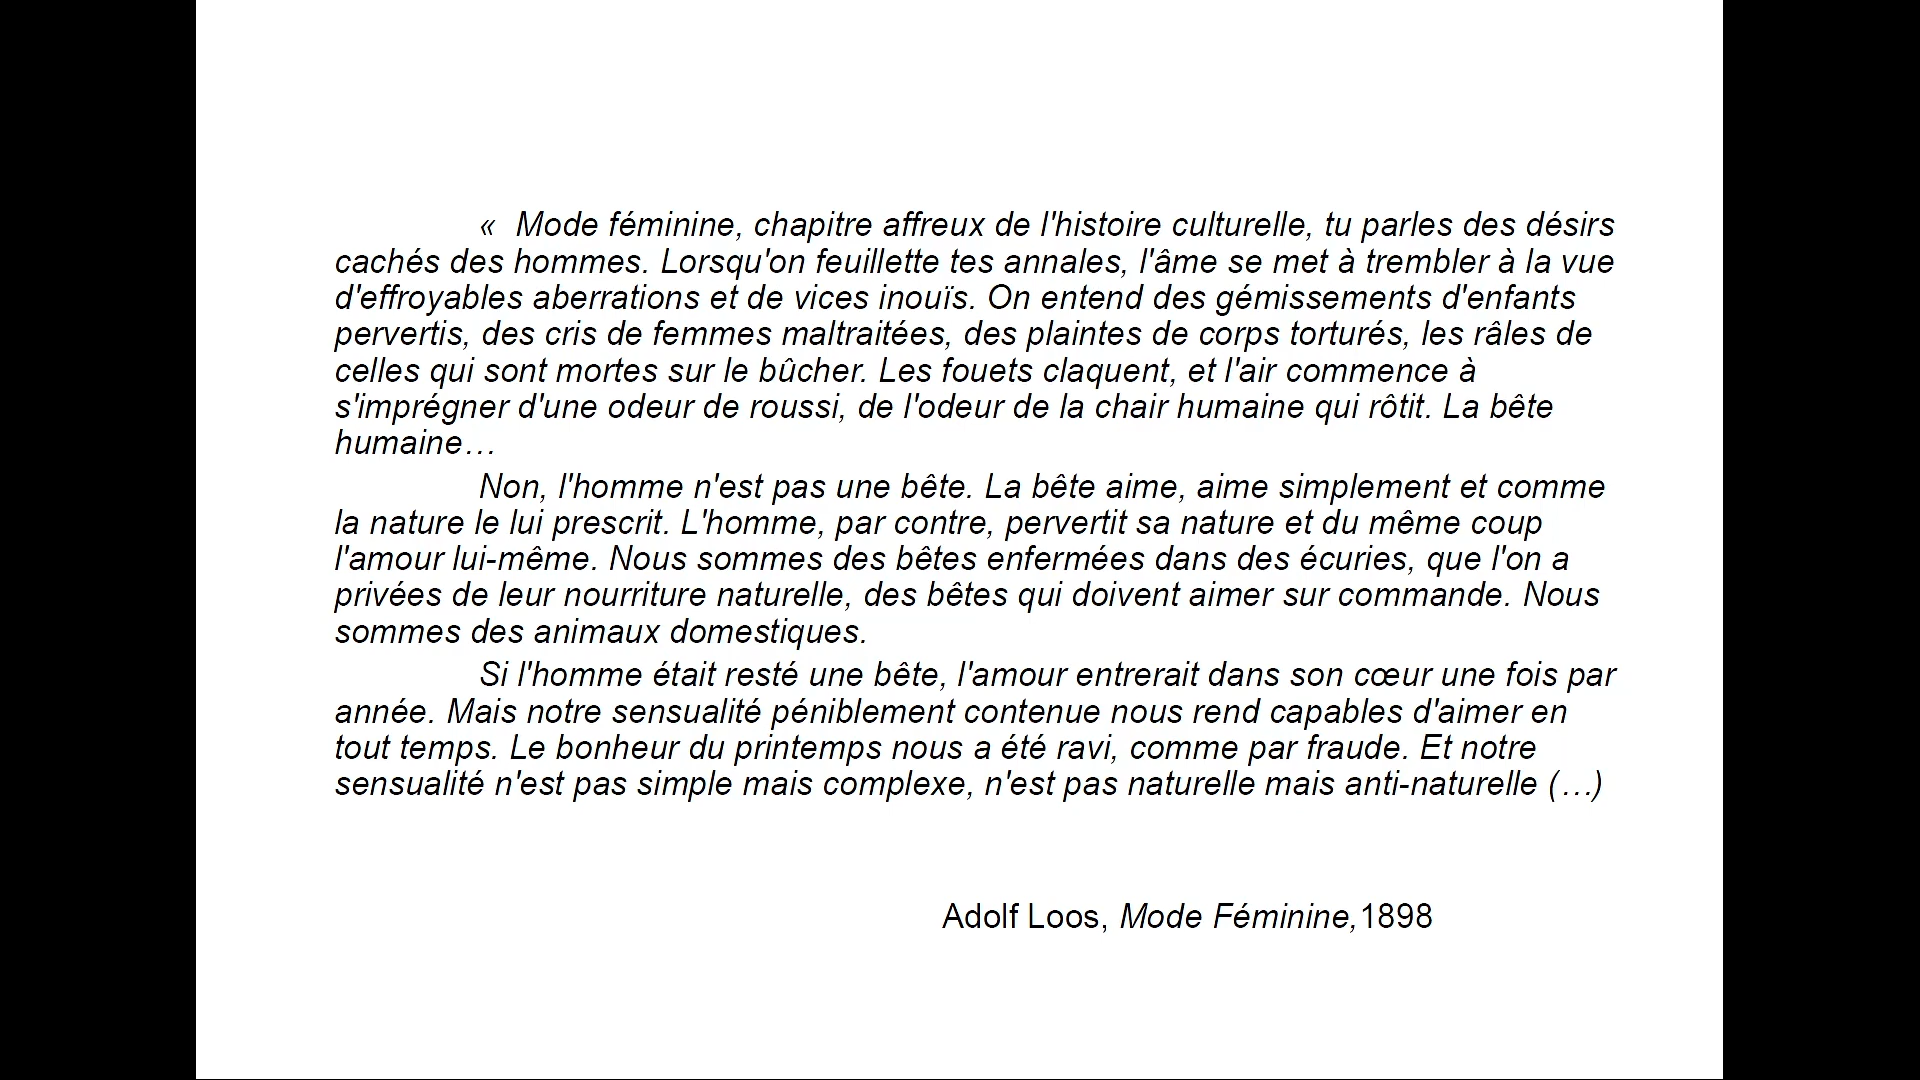 «  Mode féminine, chapitre affreux de l'histoire culturelle, tu parles des désirs
cachés des hommes. Lorsqu'on feuillette tes annales, l'âme se met à trembler à la vue
d'effroyables aberrations et de vices inouïs. On entend des gémissements d'enfants
pervertis, des cris de femmes maltraitées, des plaintes de corps torturés, les râles de
celles qui sont mortes sur le bûcher. Les fouets claquent, et l'air commence à
s'imprégner d'une odeur de roussi, de l'odeur de la chair humaine qui rôtit. La bête
humaine…
Non, l'homme n'est pas une bête. La bête aime, aime simplement et comme
la nature le lui prescrit. L'homme, par contre, pervertit sa nature et du même coup
l'amour lui-même. Nous sommes des bêtes enfermées dans des écuries, que l'on a
privées de leur nourriture naturelle, des bêtes qui doivent aimer sur commande. Nous
sommes des animaux domestiques.
Si l'homme était resté une bête, l'amour entrerait dans son cœur une fois par
année. Mais notre sensualité péniblement contenue nous rend capables d'aimer en
tout temps. Le bonheur du printemps nous a été ravi, comme par fraude. Et notre
sensualité n'est pas simple mais complexe, n'est pas naturelle mais anti-naturelle (…)
Adolf Loos, Mode Féminine,1898